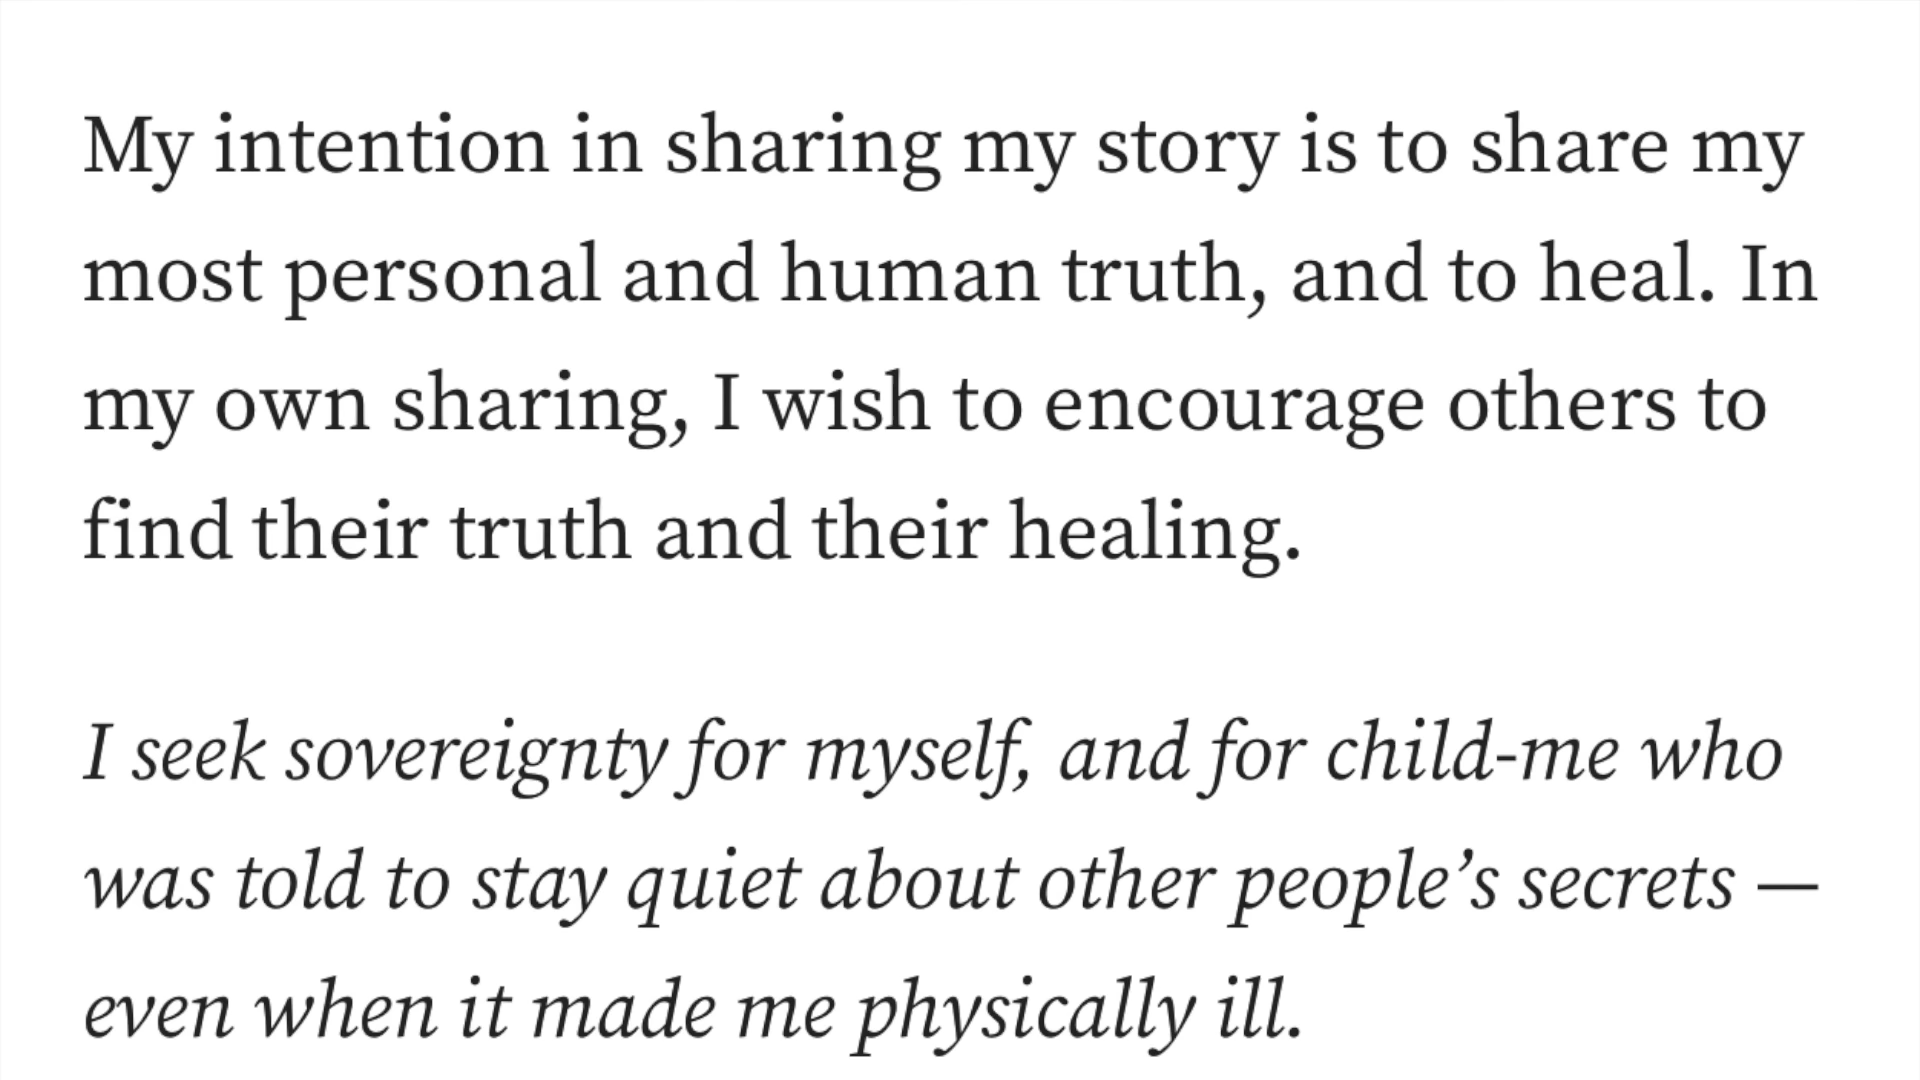 My intention in sharing my story is to share my
most personal and human truth, and to heal. In
my own sharing, I wish to encourage others to
find their truth and their healing.
I seek sovereignty for myself, and for child-me who
was told to stay quiet about other people’s secrets —
even when it made me physically ill.